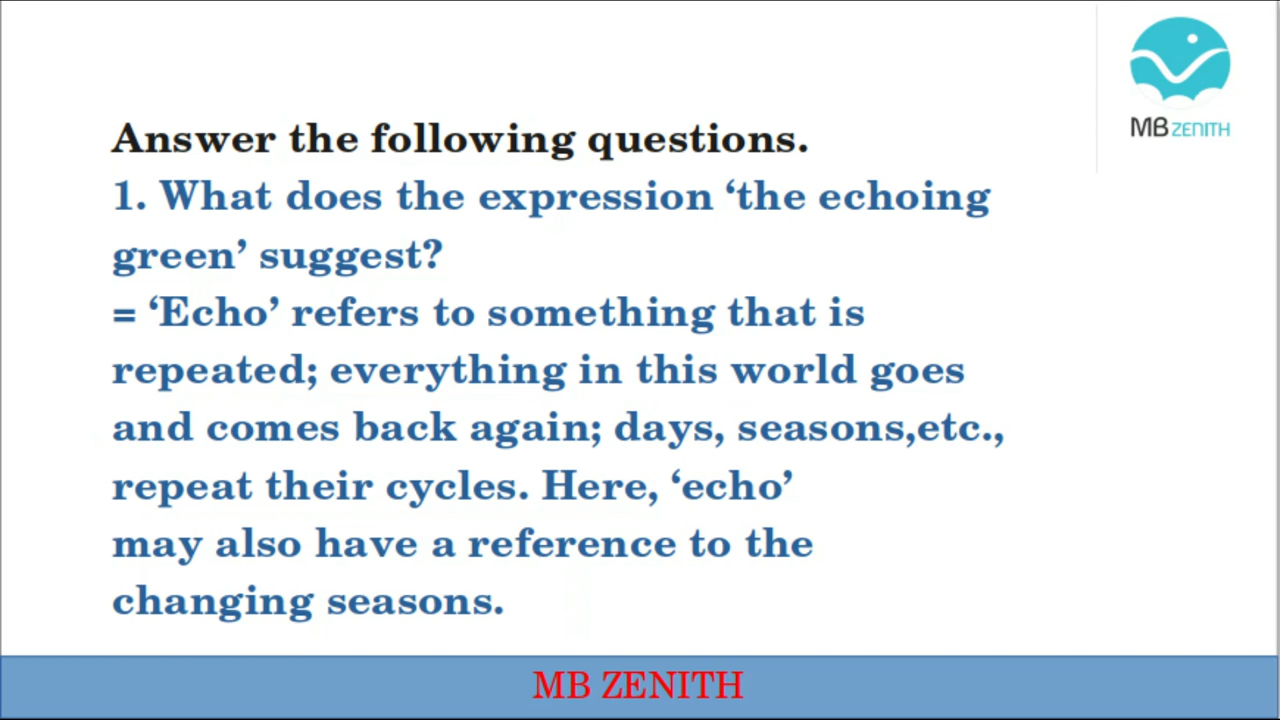 MB ZENITH
Answer the following questions.
1. What does the expression ‘the echoing
green’ suggest?
= ‘Echo’ refers to something that is
repeated; everything in this world goes
and comes back again; days, seasons,etc.,
repeat their cycles. Here, ‘echo’
may also have a reference to the
changing seasons.
MB ZENITH